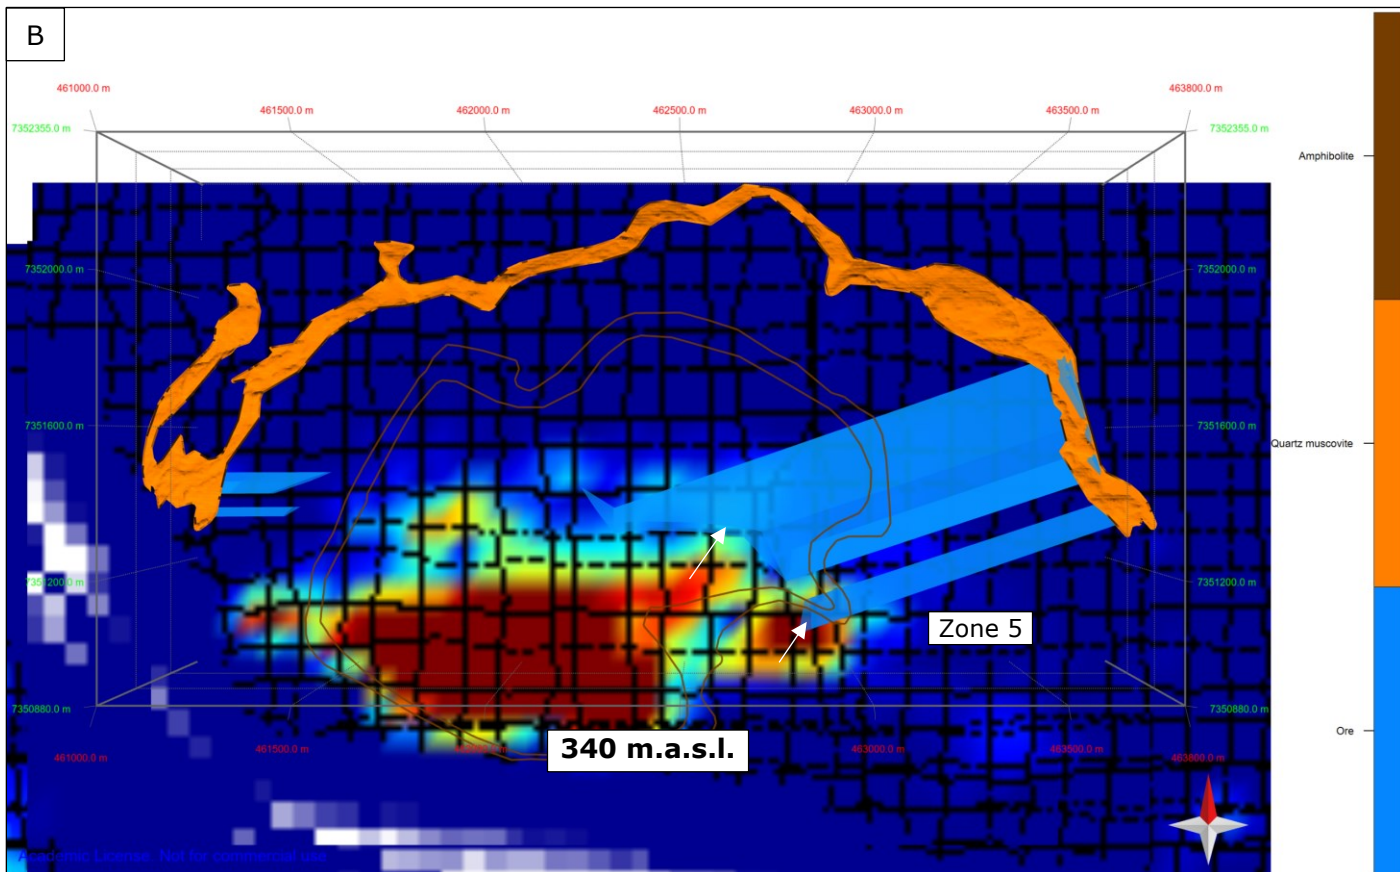 B
461000.0 m
463800.0 m
461500.0 m
462000.0 m
462500.0 m
463000.0 m
463500.0 m
7352355.0 m
7352355.0 m
Amphibolite
7352000.0 m
7352000.0 m
7351600.0 m
7351600.0 m
Quartz muscovite
7351200.0 m
7351200.0 m
Zone 5
7350880.0 m
7350880.0 m
Ore
340 m.a.s.l.
461500.0 m
463000.0 m
463500.0 m
461000.0 m
463800.0 m
Academic License. Not for commercial use